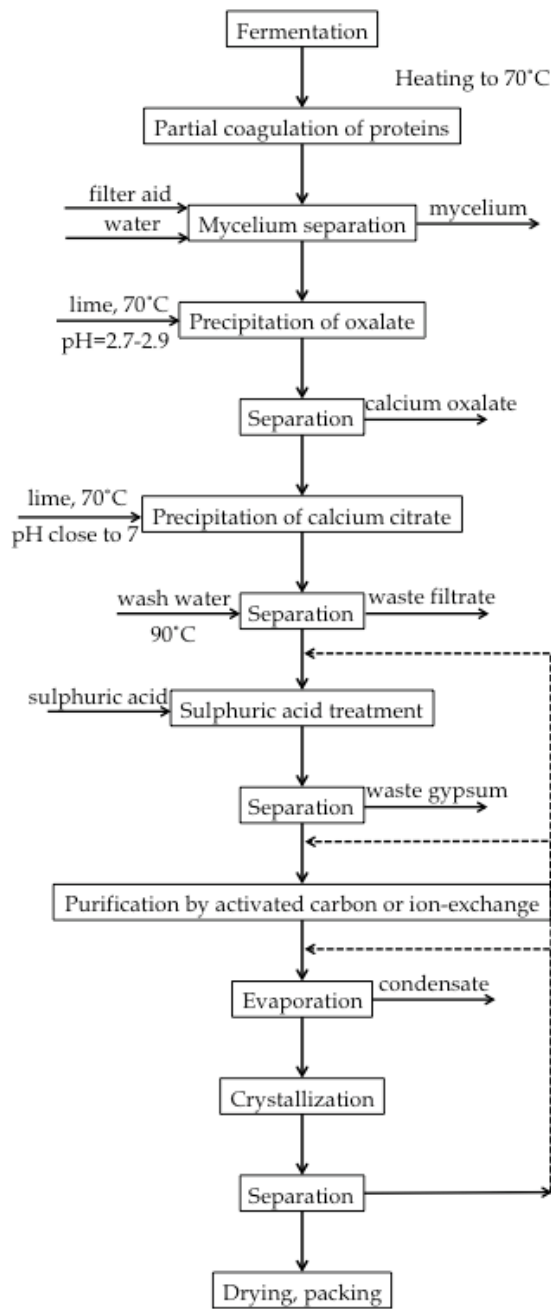 Fermentation
Heating to 70˚C
Partial coagulation of proteins
filter aid
water
Mycelium separation
mycelium
lime, 70˚C
pH=2.7-2.9
Precipitation of oxalate
Separation
calcium oxalate
lime, 70˚C
pH close to 7
Precipitation of calcium citrate
wash water
90˚C
Separation
waste filtrate
sulphuric acid
Sulphuric acid treatment
Separation
waste gypsum
Purification by activated carbon or ion-exchange
Evaporation
condensate
Crystallization
Separation
Drying, packing